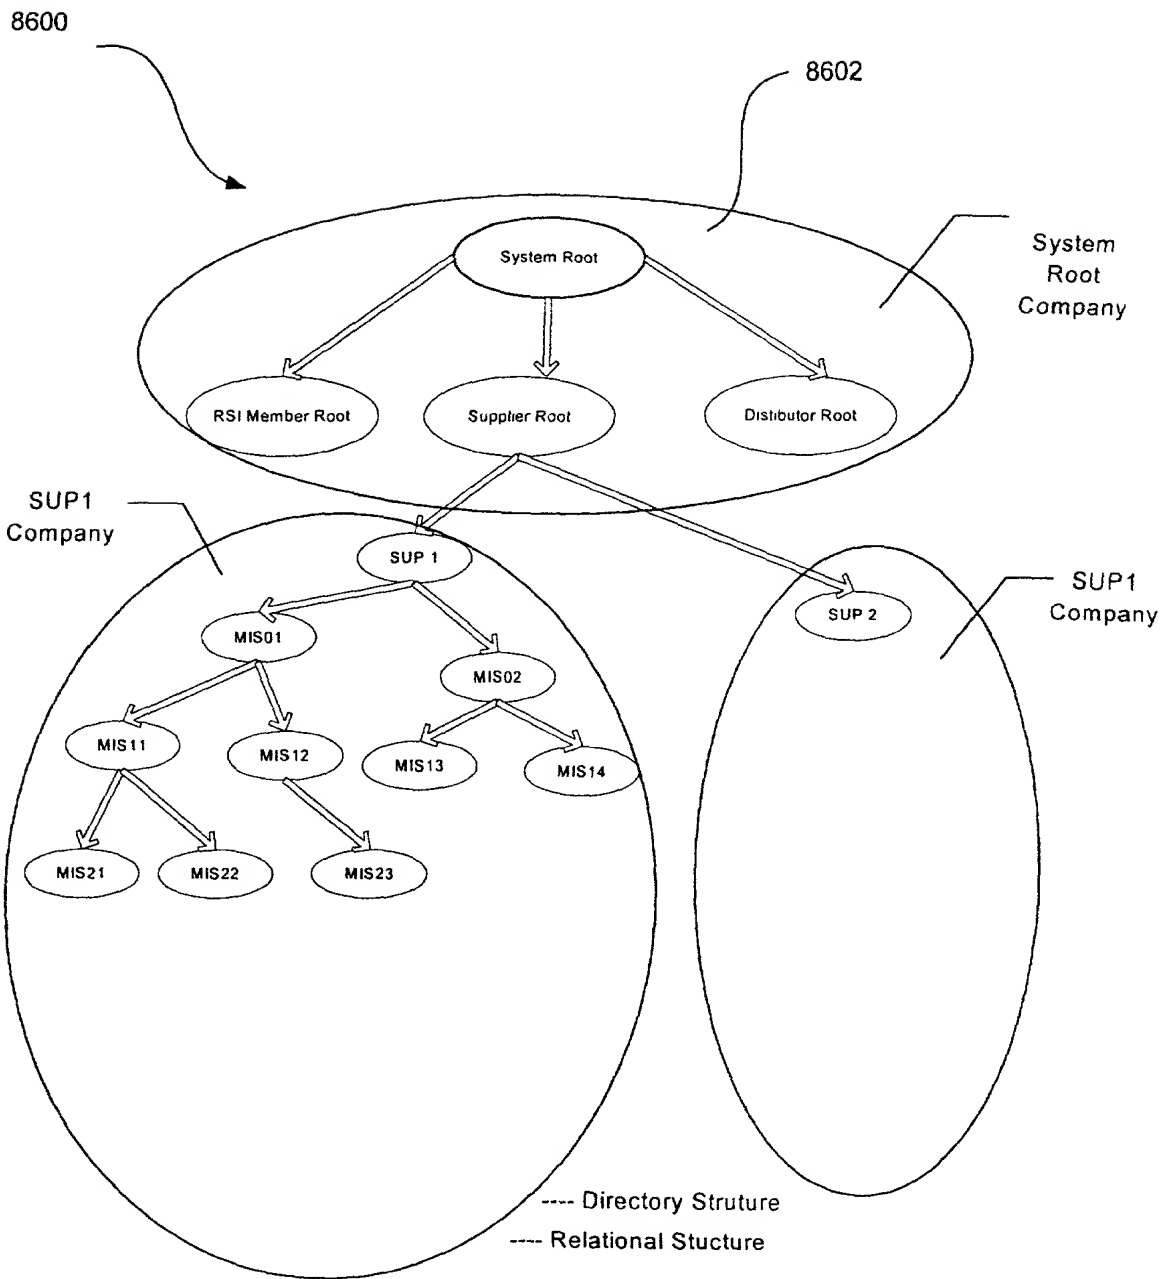 8600
8602
System Root
System
Root
Company
RSI Member Root
Supplier Root
Distibutor Root
SUP1
Company
SUP 1
SUP1
Company
SUP 2
MIS01
MIS02
MIS11
MIS12
MIS13
MIS14
MIS21
MIS22
MIS23
---- Directory Struture
---- Relational Stucture